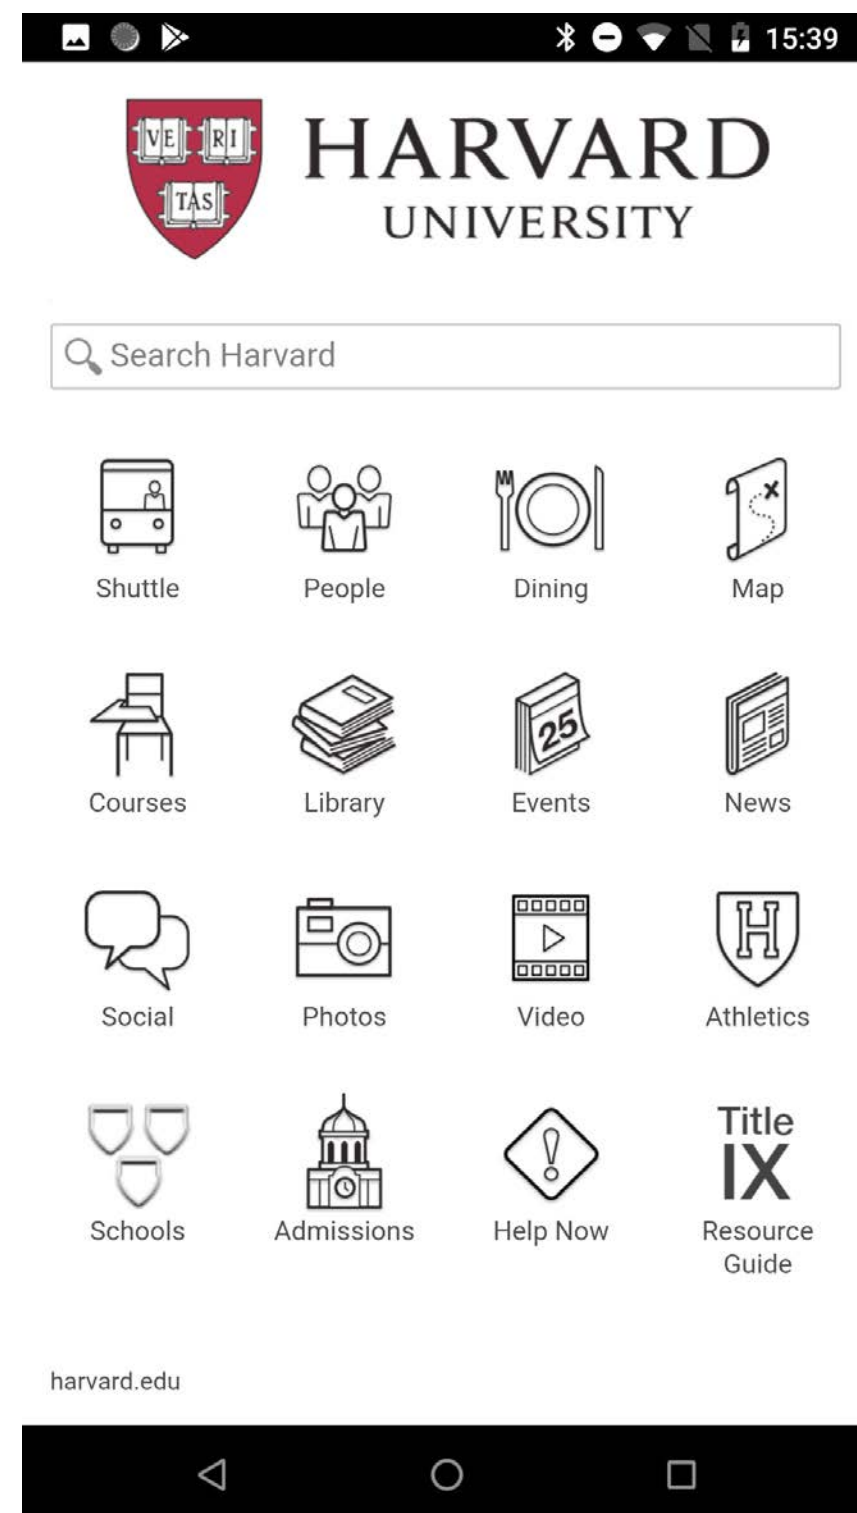 15:39
VE RI
TAS
HARVARD
UNIVERSITY
Search Harvard
Shuttle
People
Dining
Map
Courses
Library
25
Events
News
Social
Photos
Video
H
Athletics
Schools
Admissions
Help Now
Title
IX
Resource
Guide
harvard.edu